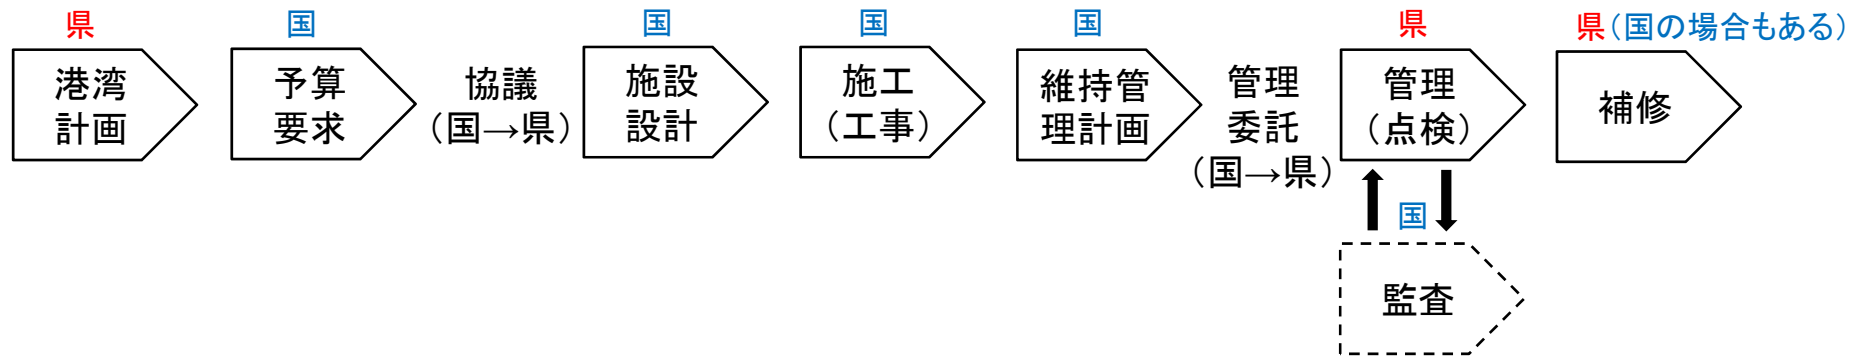 県
港湾
計画
国
予算
要求
協議
（国→県）
国
施設
設計
国
施工
（工事）
国
維持管
理計画
管理
委託
（国→県）
県
管理
（点検）
県（国の場合もある）
補修
国
監査